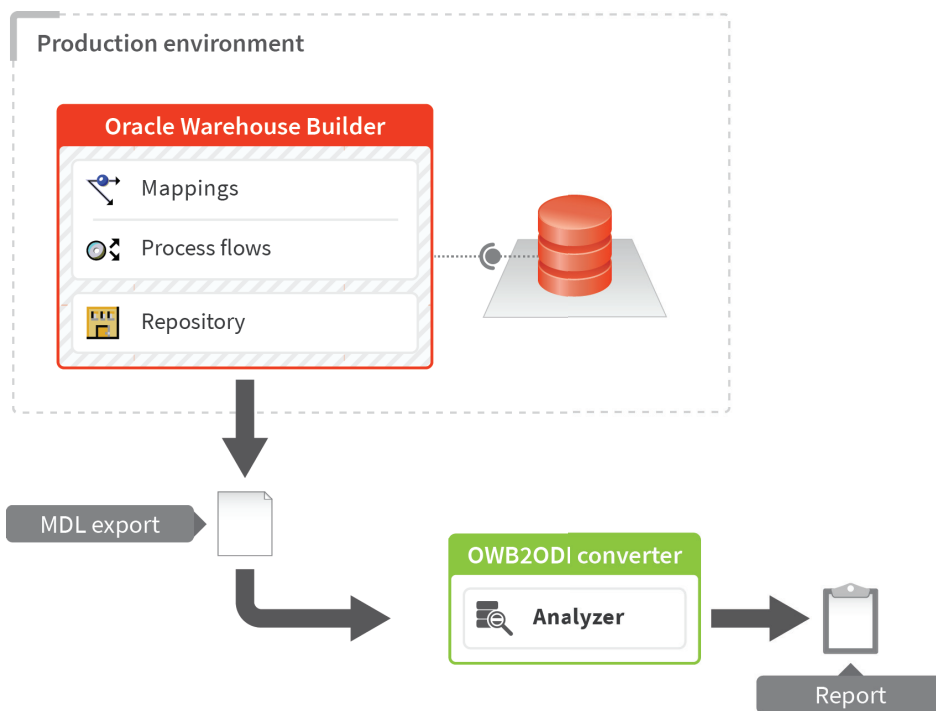 Production environment
Oracle Warehouse Builder
Mappings
Process flows
Repository
MDL export
OWB2ODI converter
Analyzer
Report